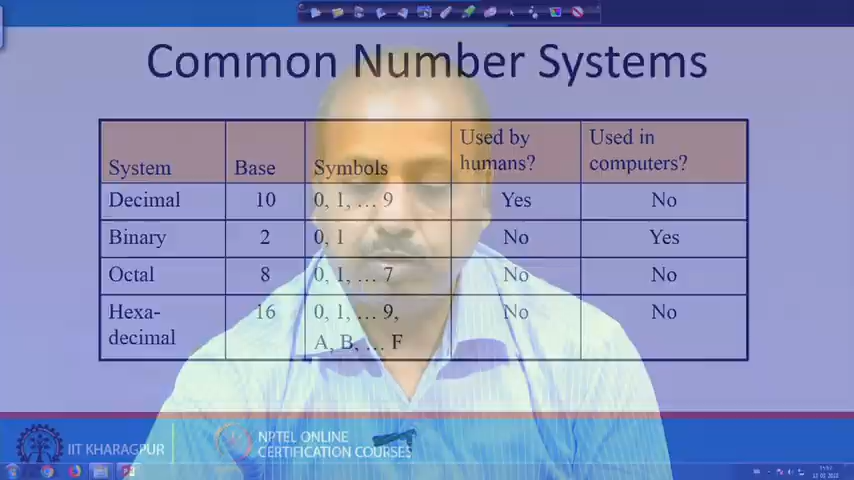 Common Number Systems
System Base Symbols Used by humans? Used in computers?
Decimal 10 0, 1, … 9 Yes No
Binary 2 0, 1 No Yes
Octal 8 0, 1, … 7 No No
Hexa-decimal 16 0, 1, … 9, A, B, … F No No
IIT KHARAGPUR
NPTEL ONLINE
CERTIFICATION COURSES